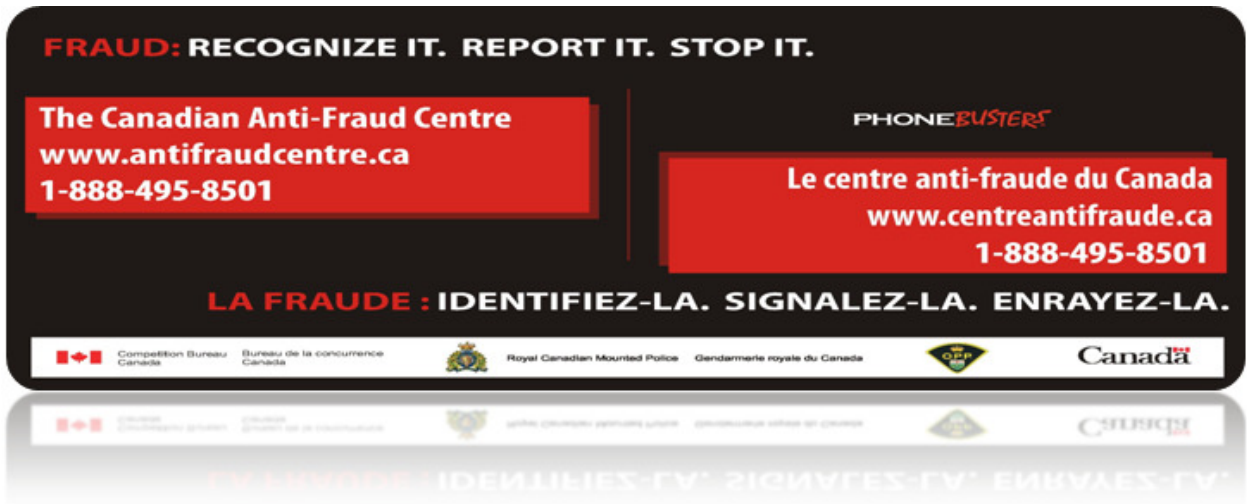 FRAUD: RECOGNIZE IT. REPORT IT. STOP IT.
The Canadian Anti-Fraud Centre
www.antifraudcentre.ca
1-888-495-8501
PHONEBUSTERS
Le centre anti-fraude du Canada
www.centreantifraude.ca
1-888-495-8501
LA FRAUDE : IDENTIFIEZ-LA. SIGNALEZ-LA. ENRAYEZ-LA.
Competition Bureau Canada
Bureau de la concurrence Canada
Royal Canadian Mounted Police Gendarmerie royale du Canada
OPP
Canada